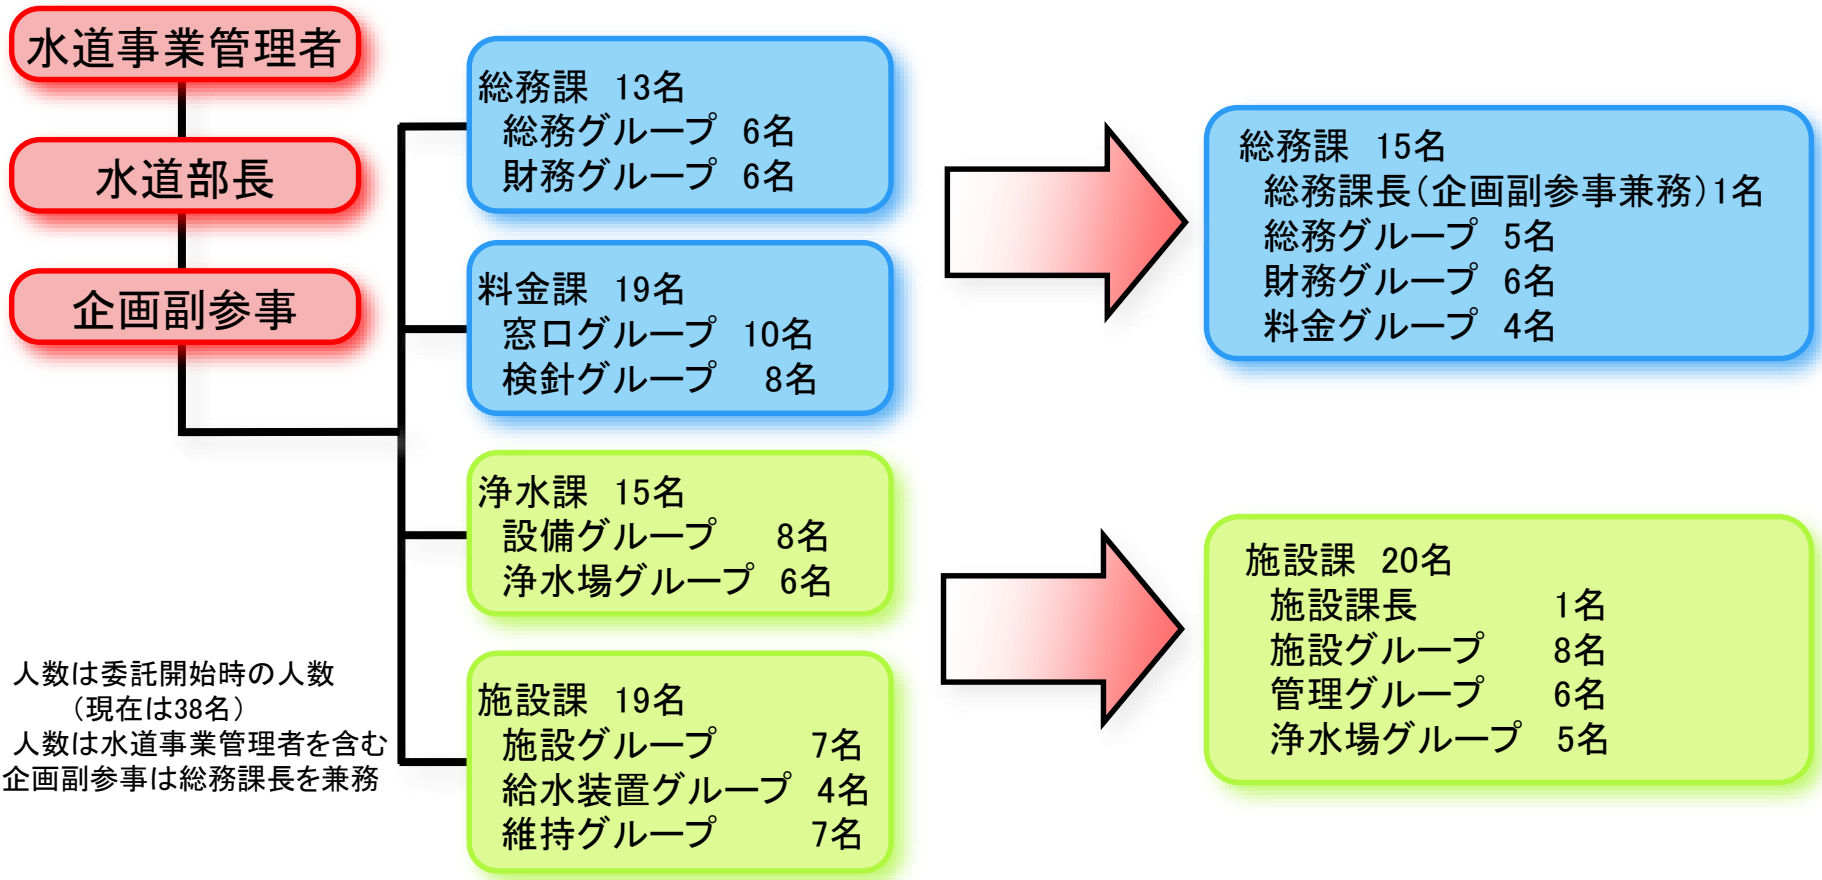 水道事業管理者
水道部長
企画副参事
総務課 13名
総務グループ 6名
財務グループ 6名
料金課 19名
窓口グループ 10名
検針グループ 8名
浄水課 15名
設備グループ 8名
浄水場グループ 6名
施設課 19名
施設グループ 7名
給水装置グループ 4名
維持グループ 7名
総務課 15名
総務課長(企画副参事兼務)1名
総務グループ 5名
財務グループ 6名
料金グループ 4名
施設課 20名
施設課長 1名
施設グループ 8名
管理グループ 6名
浄水場グループ 5名
人数は委託開始時の人数
(現在は38名)
人数は水道事業管理者を含む
企画副参事は総務課長を兼務